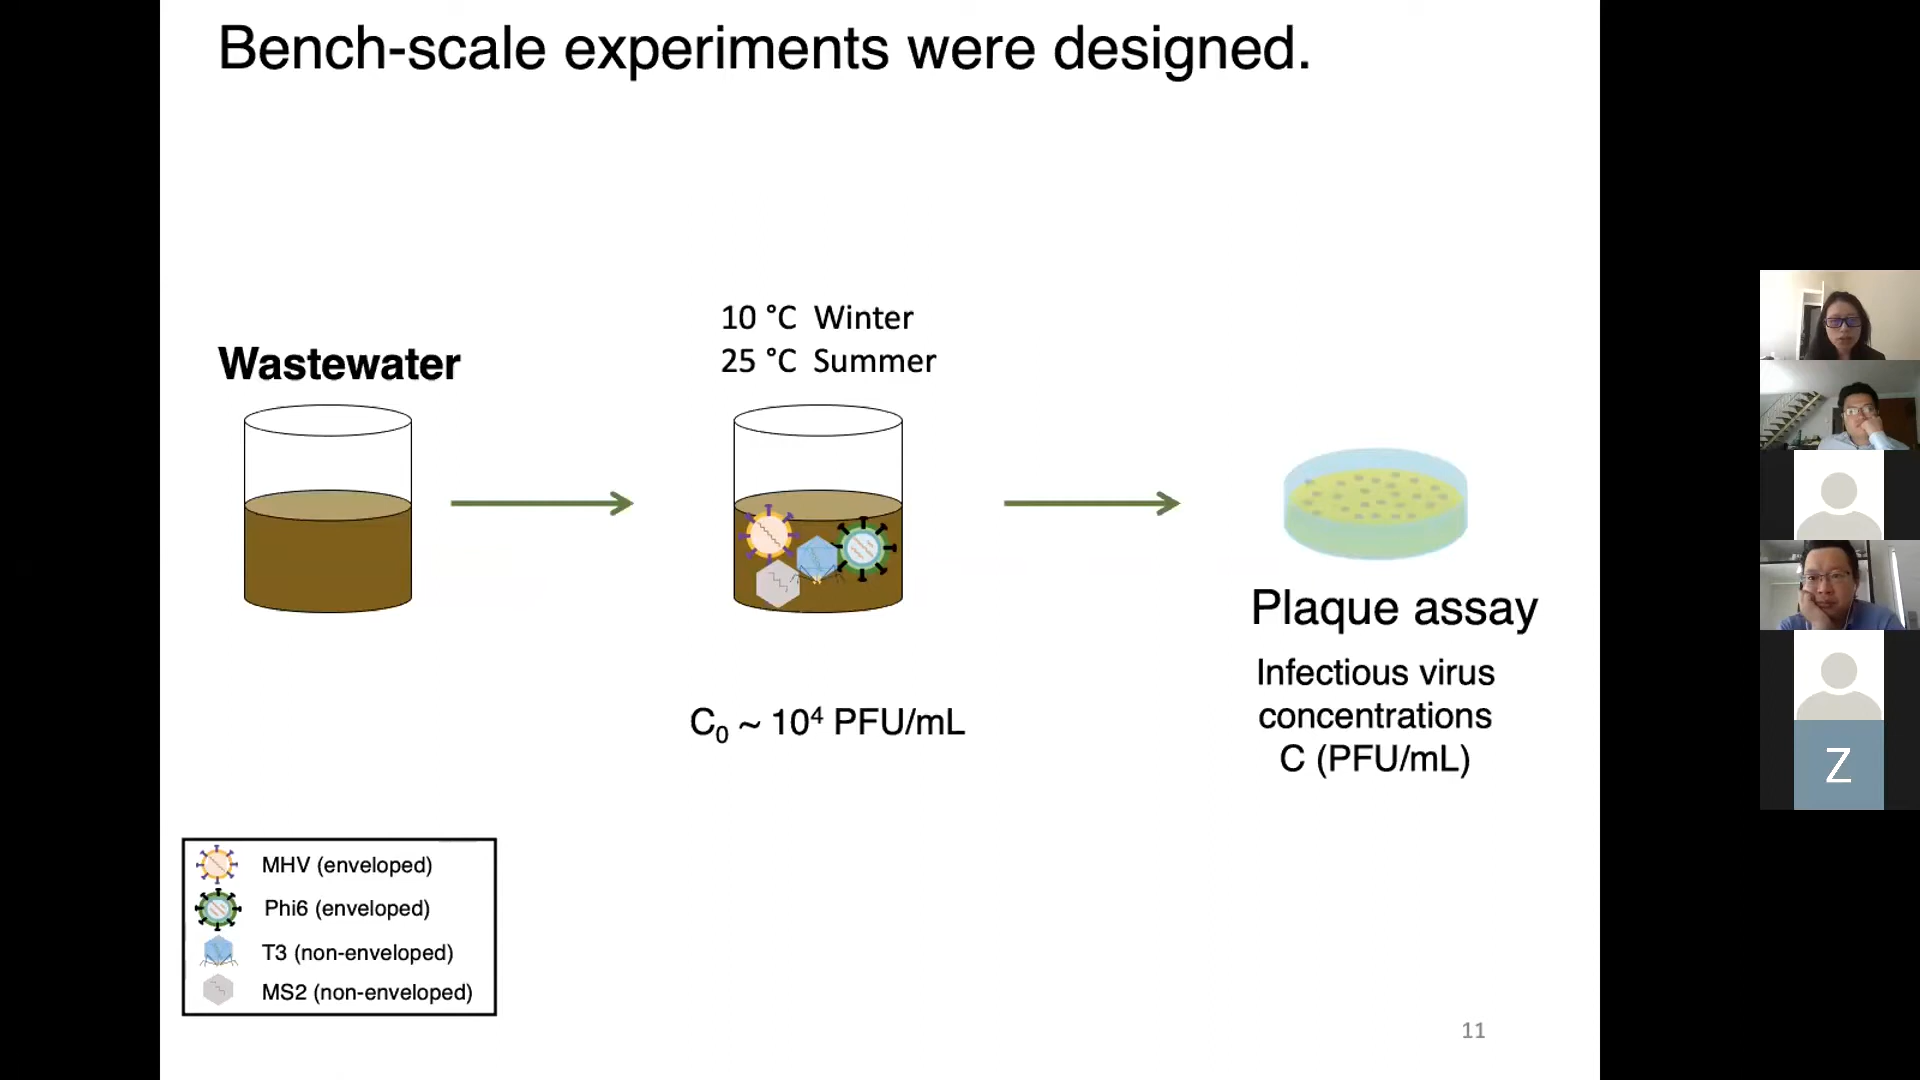 Bench-scale experiments were designed.
10 °C Winter
25 °C Summer
Wastewater
Plaque assay
Infectious virus
concentrations
C (PFU/mL)
C₀ ~ 10⁴ PFU/mL
MHV (enveloped)
Phi6 (enveloped)
T3 (non-enveloped)
MS2 (non-enveloped)
11
Z